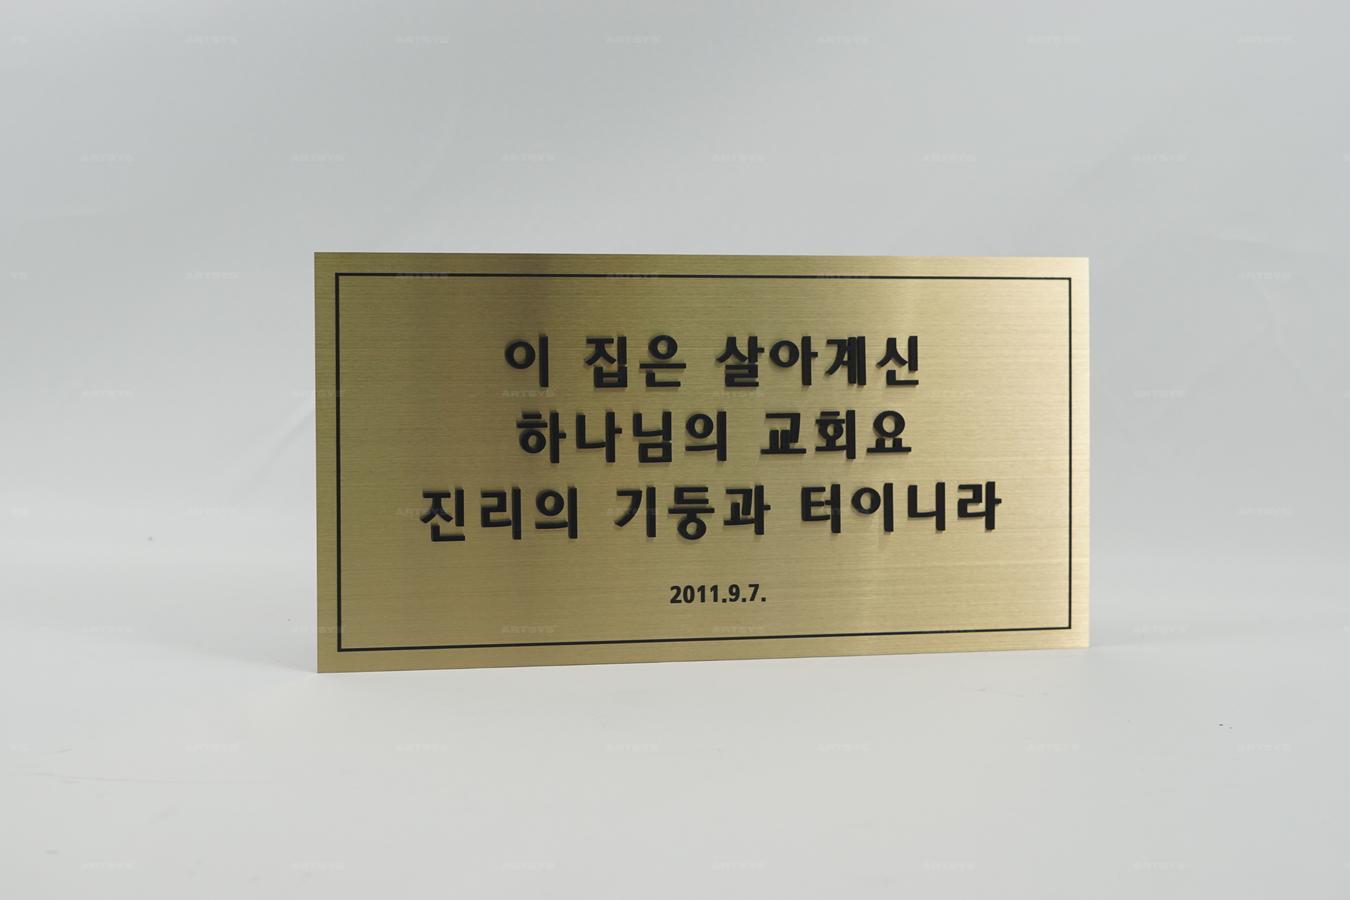 이 집은 살아계신
하나님의 교회요
진리의 기둥과 터이니라
2011.9.7.
ARTSYS